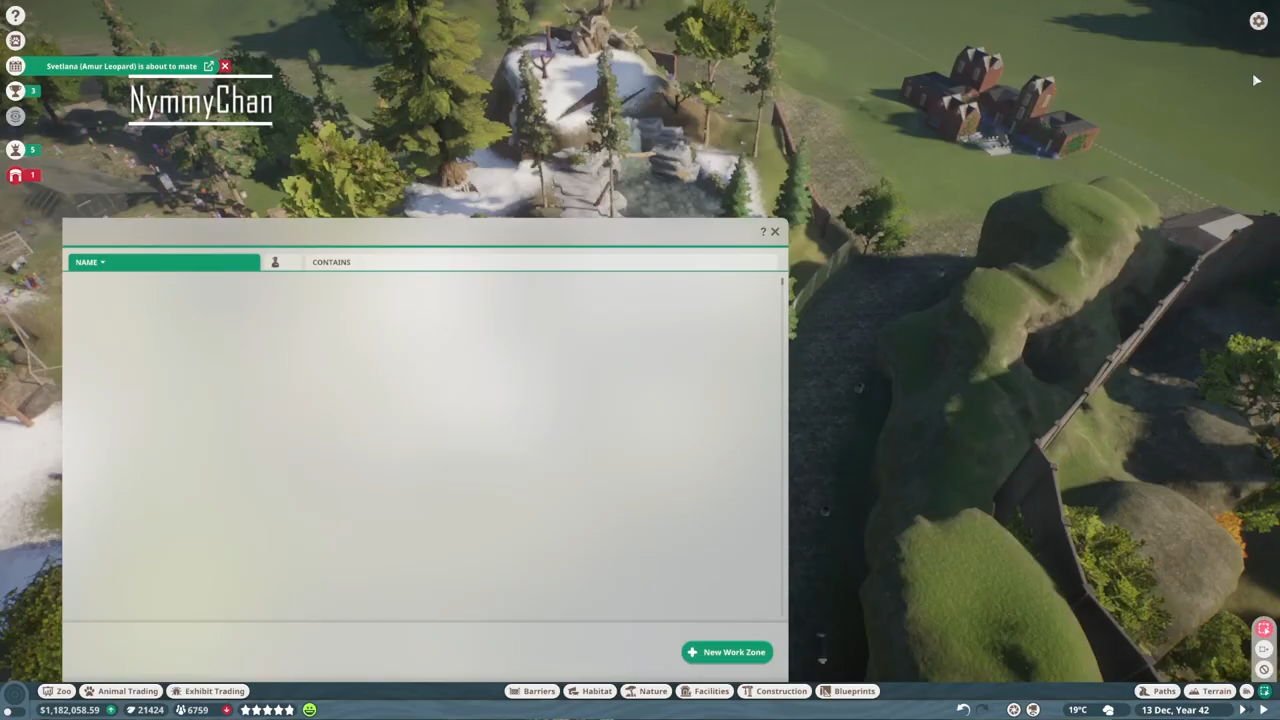 ?
Svetlana (Amur Leopard) is about to mate
3
NymmyChan
5
1
?
NAME
CONTAINS
New Work Zone
Zoo
Animal Trading
Exhibit Trading
Barriers
Habitat
Nature
Facilities
Construction
Blueprints
Paths
Terrain
$1,182,058.59
21424
6759
19°C
13 Dec, Year 42